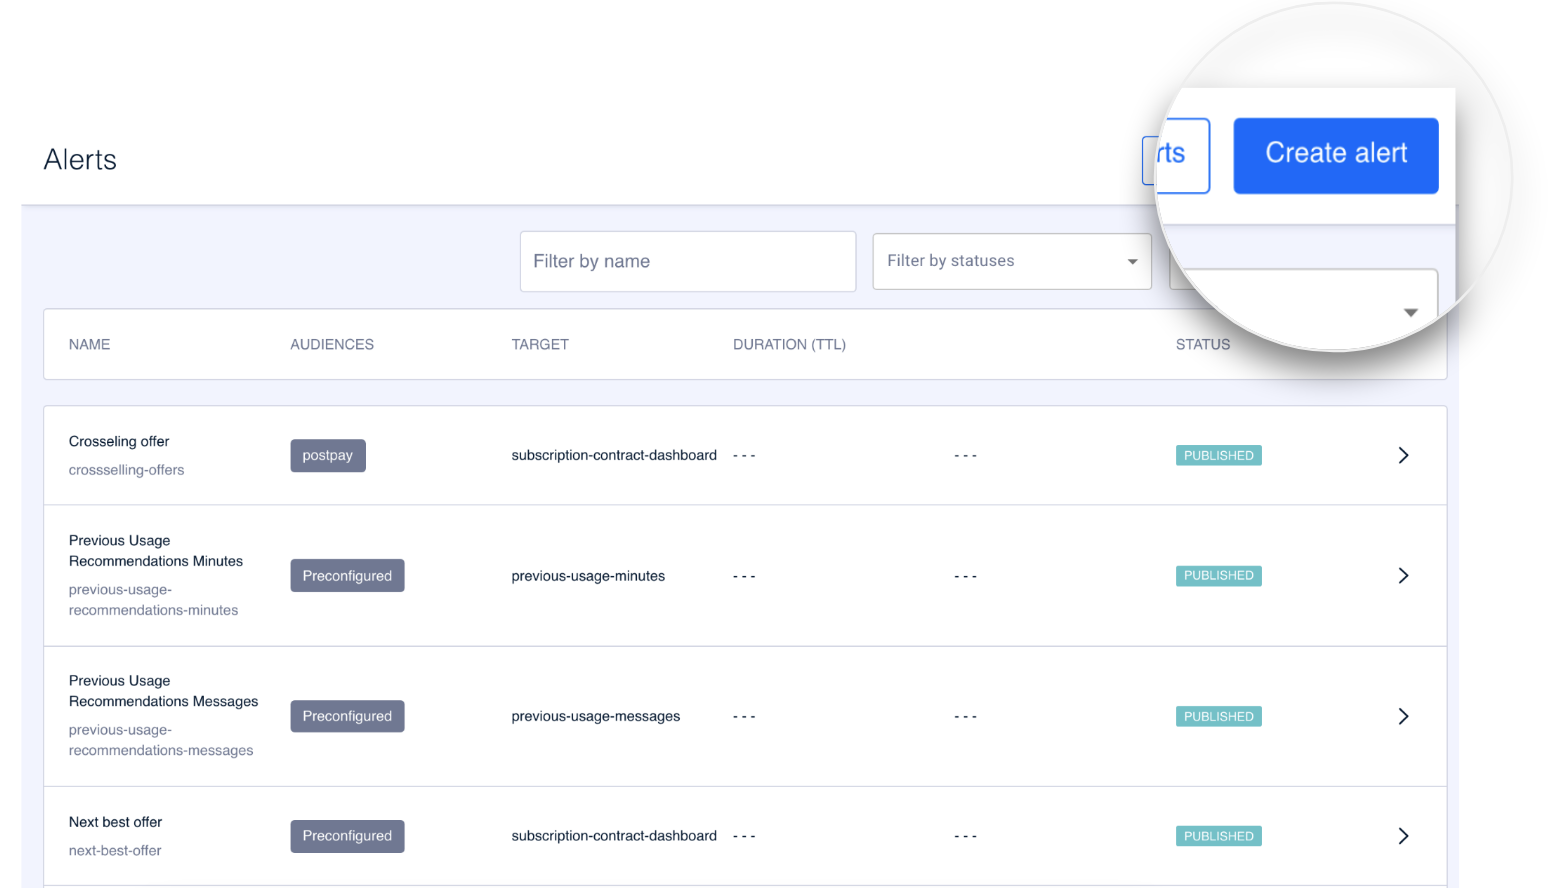 Alerts
rts
Create alert
Filter by name
Filter by statuses
NAME
AUDIENCES
TARGET
DURATION (TTL)
STATUS
Crosseling offer
crossselling-offers
postpay
subscription-contract-dashboard
- - -
- - -
PUBLISHED
Previous Usage
Recommendations Minutes
previous-usage-
recommendations-minutes
Preconfigured
previous-usage-minutes
- - -
- - -
PUBLISHED
Previous Usage
Recommendations Messages
previous-usage-
recommendations-messages
Preconfigured
previous-usage-messages
- - -
- - -
PUBLISHED
Next best offer
next-best-offer
Preconfigured
subscription-contract-dashboard
- - -
- - -
PUBLISHED